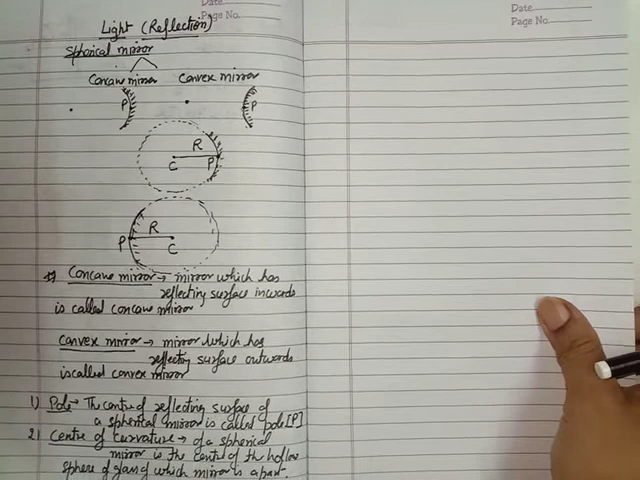 Date
Page No.
Date
Page No.
Light (Reflection)
Spherical mirror
Concave mirror Convex mirror
P P
R
C P
R
P C
Concave mirror → mirror which has
reflecting surface inwards
is called concave mirror
Convex mirror → mirror which has
reflecting surface outwards
is called convex mirror
1) Pole → The centre of reflecting surface of
a spherical mirror is called pole [P]
2) Centre of curvature → of a spherical
mirror is the centre of the hollow
sphere of glass of which mirror is a part.